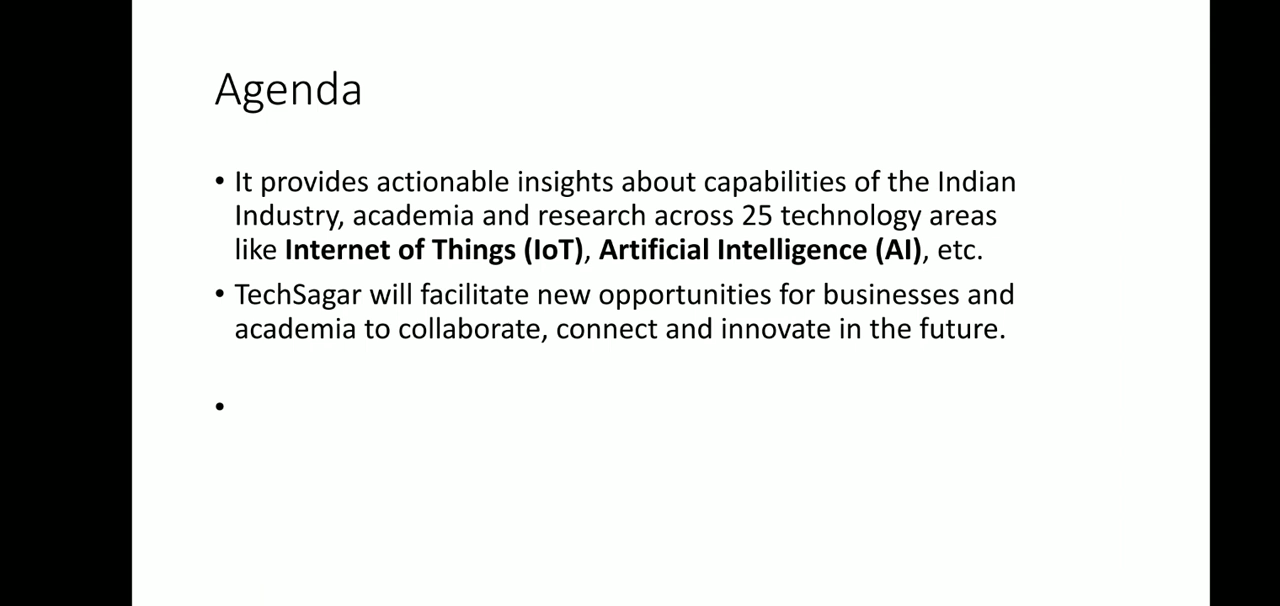 Agenda
• It provides actionable insights about capabilities of the Indian
Industry, academia and research across 25 technology areas
like Internet of Things (IoT), Artificial Intelligence (AI), etc.
• TechSagar will facilitate new opportunities for businesses and
academia to collaborate, connect and innovate in the future.
•